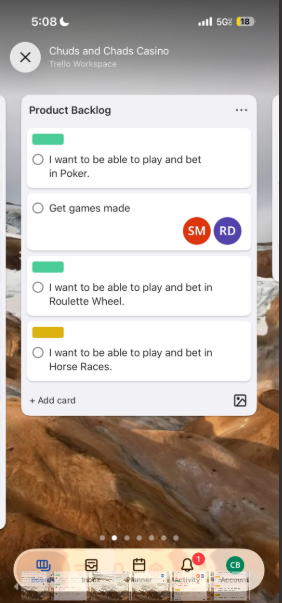 5:08
5G
18
Chuds and Chads Casino
Trello Workspace
Product Backlog
I want to be able to play and bet
in Poker.
Get games made
SM RD
I want to be able to play and bet in
Roulette Wheel.
I want to be able to play and bet in
Horse Races.
+ Add card
1
CB
Inbox
Planner
Activity
Account